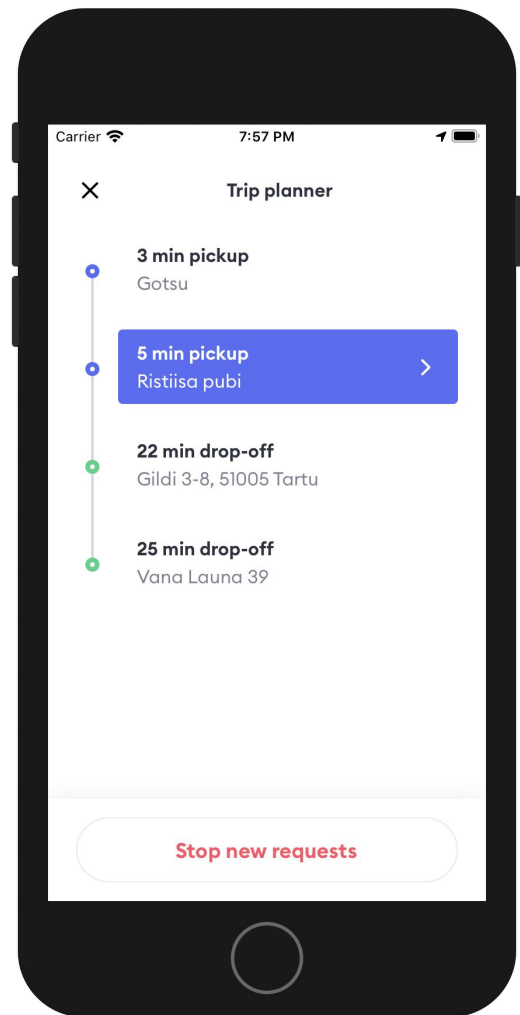 Carrier
7:57 PM
Trip planner
3 min pickup
Gotsu
5 min pickup
Ristiisa pubi
22 min drop-off
Gildi 3-8, 51005 Tartu
25 min drop-off
Vana Launa 39
Stop new requests